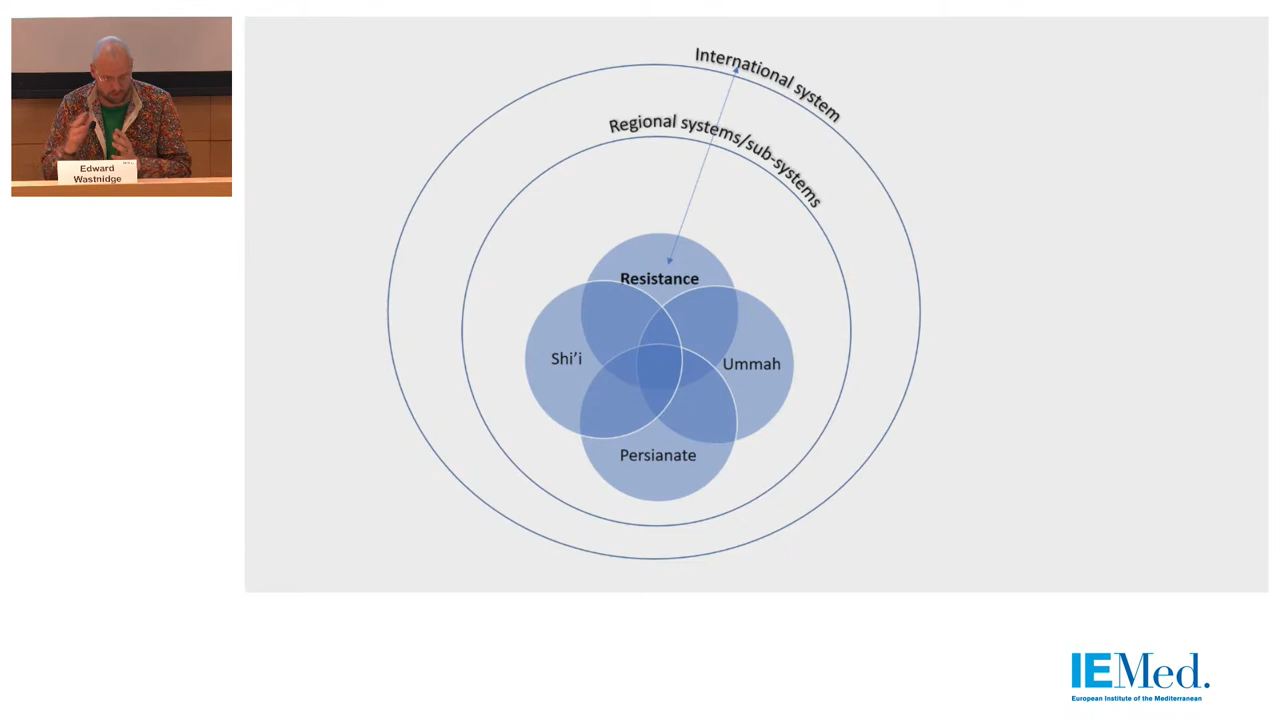 Edward
Wastnidge
International system
Regional systems/sub-systems
Resistance
Shi’i
Ummah
Persianate
IEMed.
European Institute of the Mediterranean